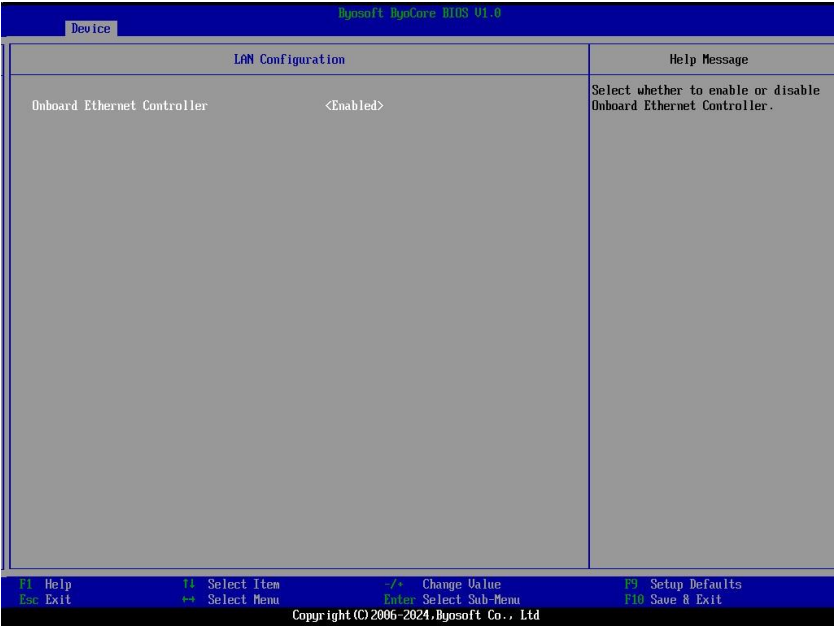 Byosoft ByoCore BIOS V1.0
Device
LAN Configuration
Help Message
Onboard Ethernet Controller <Enabled>
Select whether to enable or disable
Onboard Ethernet Controller.
F1 Help ↑↓ Select Item -/+ Change Value F9 Setup Defaults
Esc Exit ↔ Select Menu Enter Select Sub-Menu F10 Save & Exit
Copyright(C)2006-2024,Byosoft Co., Ltd